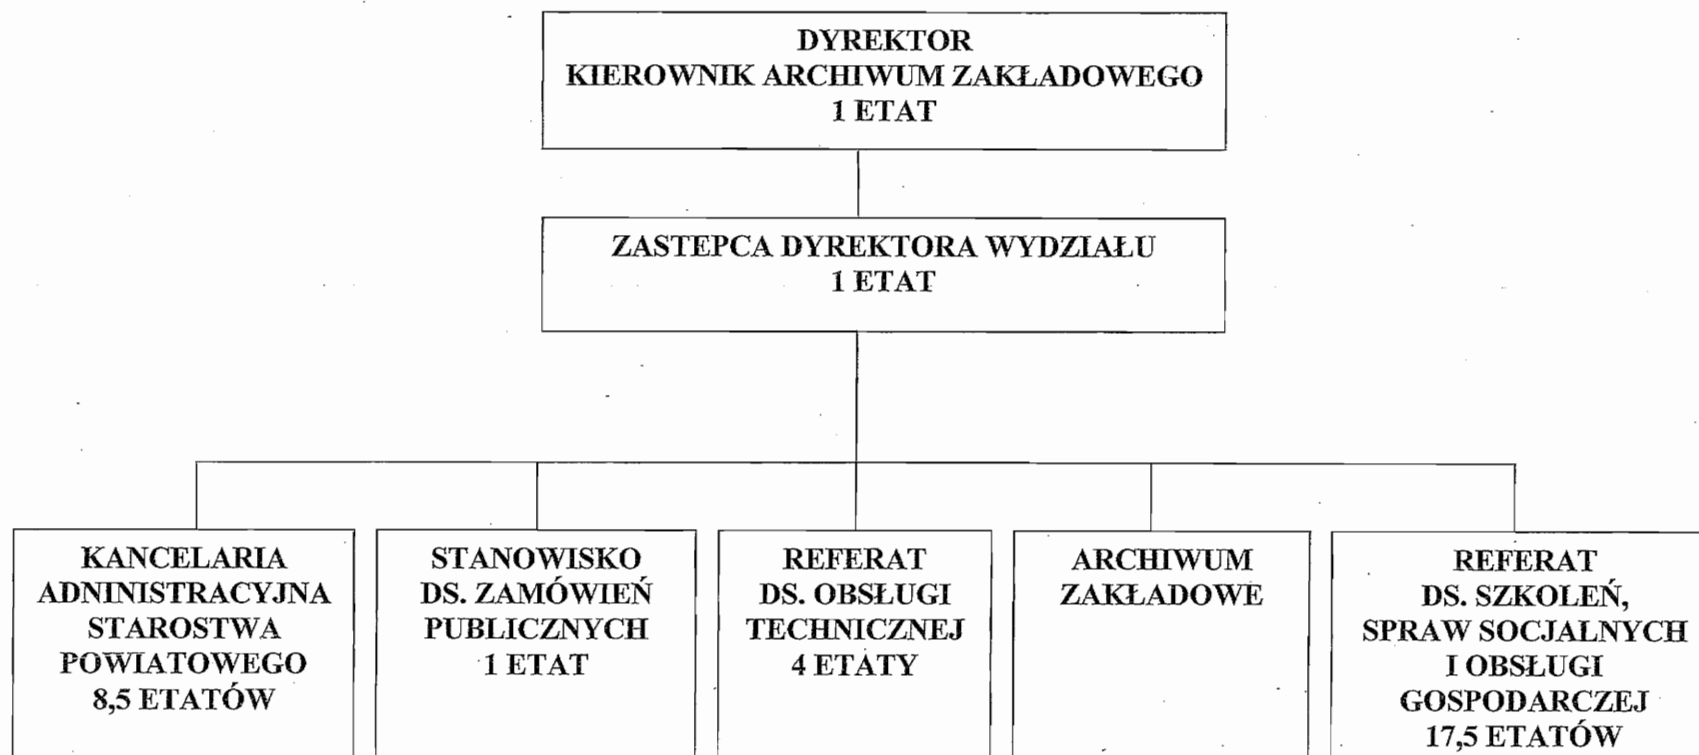 DYREKTOR
KIEROWNIK ARCHIWUM ZAKŁADOWEGO
1 ETAT
ZASTEPCA DYREKTORA WYDZIAŁU
1 ETAT
KANCELARIA
ADNINISTRACYJNA
STAROSTWA
POWIATOWEGO
8,5 ETATÓW
STANOWISKO
DS. ZAMÓWIEŃ
PUBLICZNYCH
1 ETAT
REFERAT
DS. OBSŁUGI
TECHNICZNEJ
4 ETATY
ARCHIWUM
ZAKŁADOWE
REFERAT
DS. SZKOLEŃ,
SPRAW SOCJALNYCH
I OBSŁUGI
GOSPODARCZEJ
17,5 ETATÓW